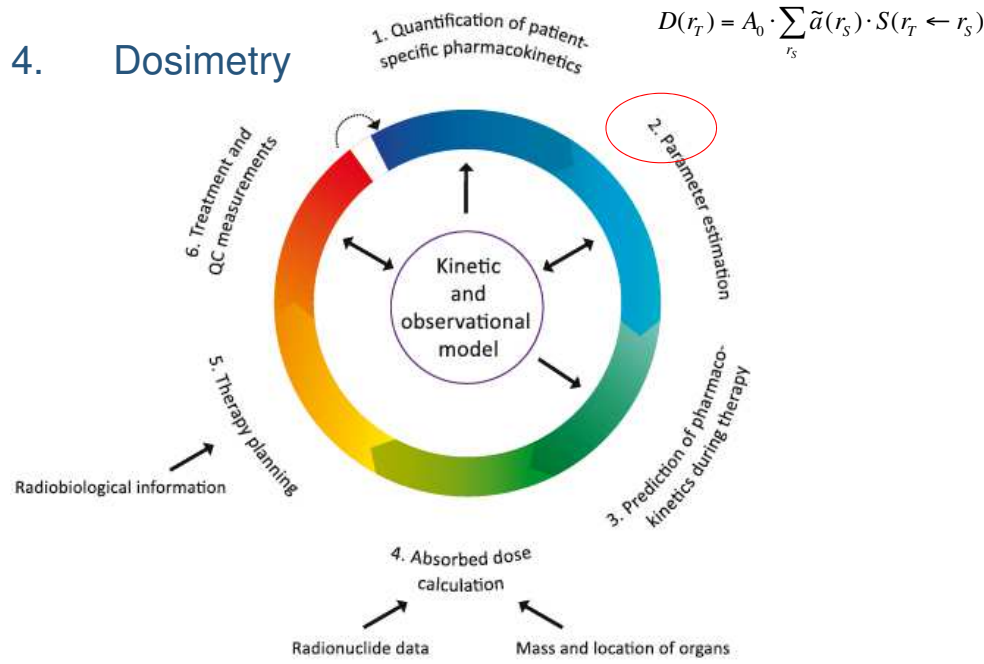 4. Dosimetry
D(r_T) = A_0 · ∑_{r_S} ã(r_S) · S(r_T ← r_S)
1. Quantification of patient-
specific pharmacokinetics
2. Parameter estimation
3. Prediction of pharmaco-
kinetics during therapy
4. Absorbed dose
calculation
Radionuclide data
Mass and location of organs
5. Therapy planning
Radiobiological information
6. Treatment and
QC measurements
Kinetic
and
observational
model